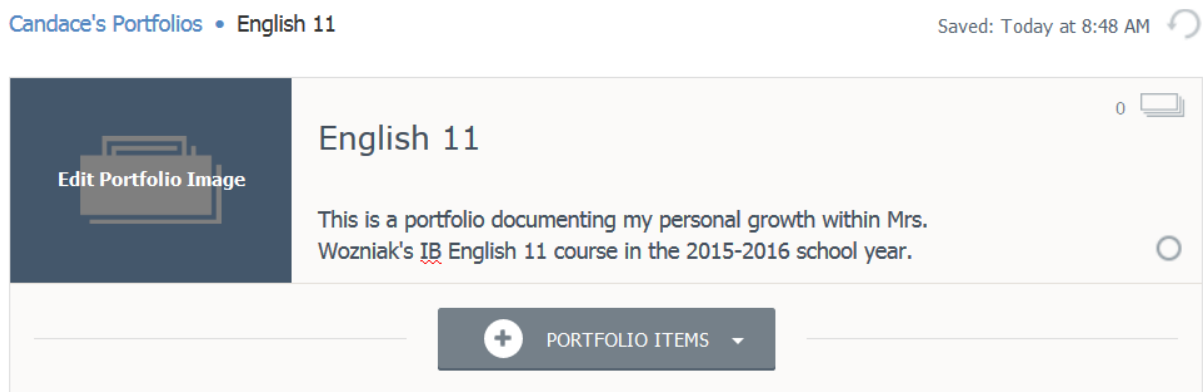 Candace's Portfolios • English 11
Saved: Today at 8:48 AM
0
Edit Portfolio Image
English 11
This is a portfolio documenting my personal growth within Mrs.
Wozniak's IB English 11 course in the 2015-2016 school year.
PORTFOLIO ITEMS